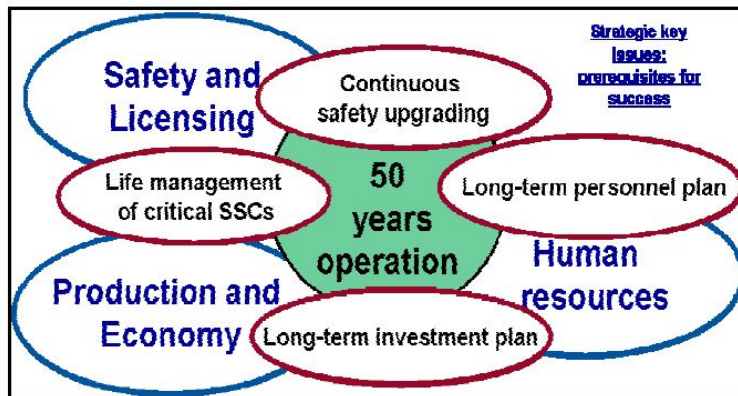 Strategic key
issues:
prerequisites for
success
Safety and
Licensing
Continuous
safety upgrading
Life management
of critical SSCs
50
years
operation
Long-term personnel plan
Human
resources
Production and
Economy
Long-term investment plan